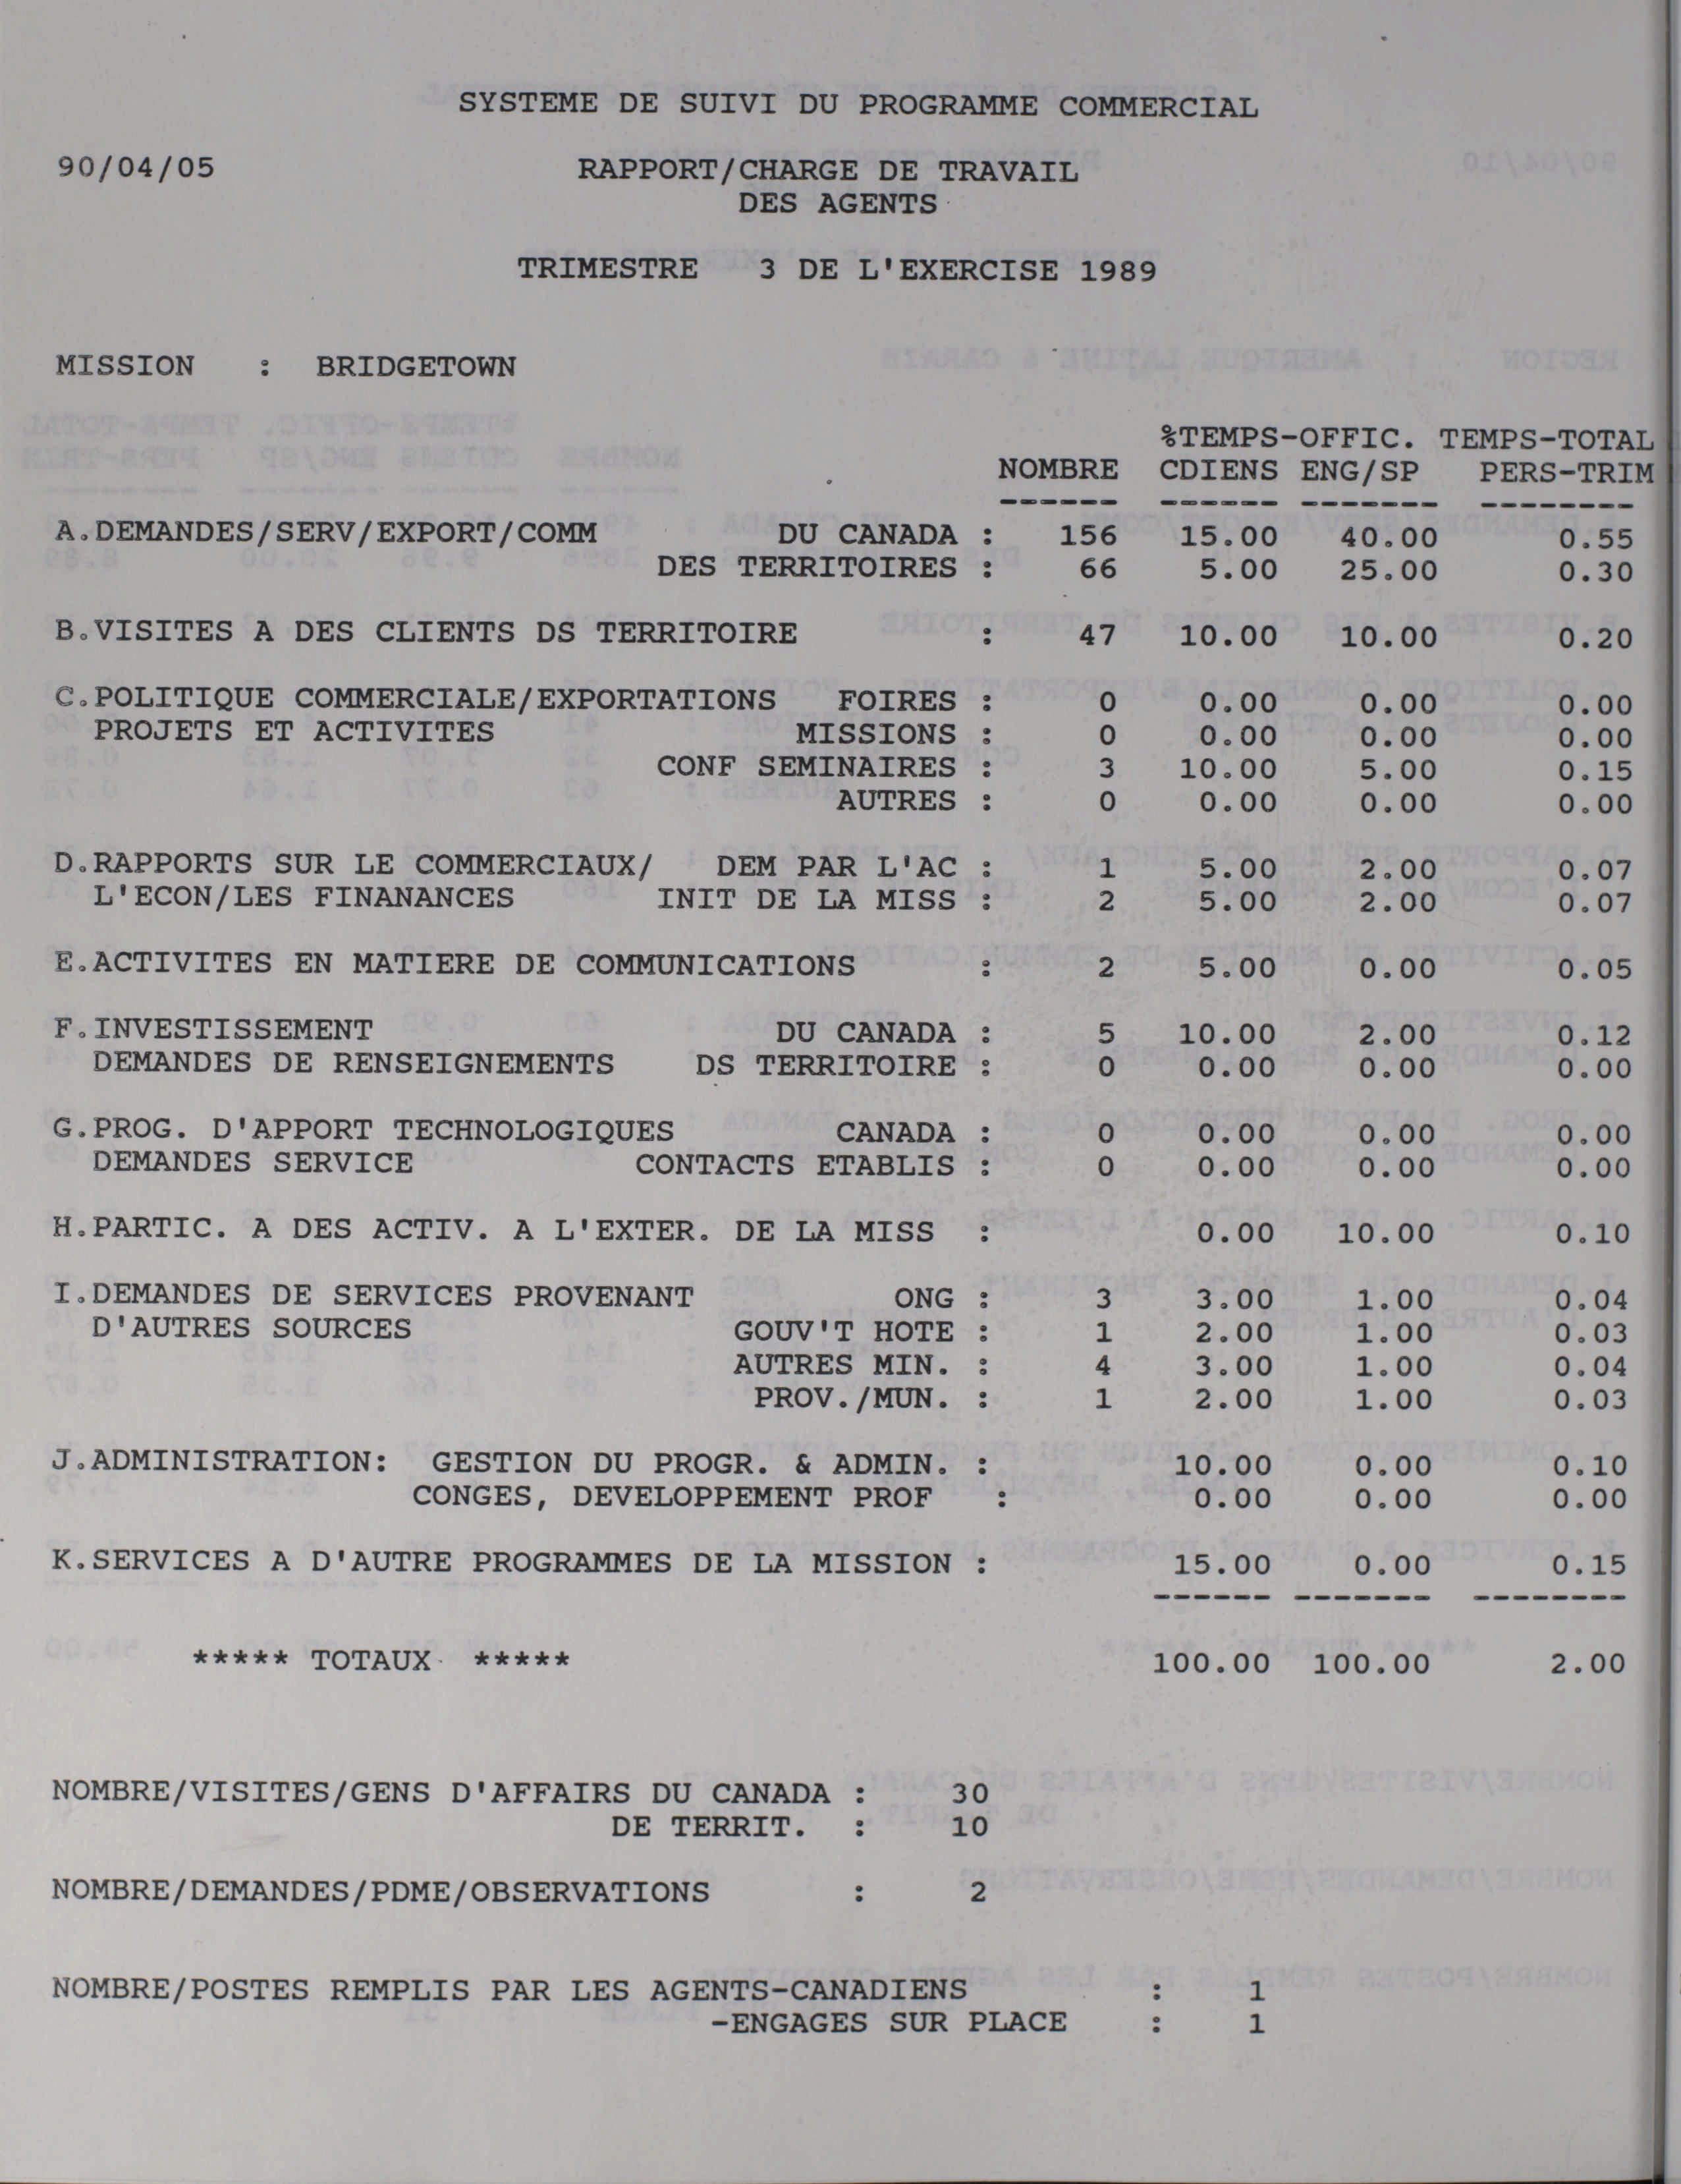 SYSTEME DE SUIVI DU PROGRAMME COMMERCIAL
90/04/05 RAPPORT/CHARGE DE TRAVAIL
DES AGENTS
TRIMESTRE 3 DE L'EXERCISE 1989
MISSION : BRIDGETOWN
%TEMPS-OFFIC. TEMPS-TOTAL
NOMBRE CDIENS ENG/SP PERS-TRIM
------ ------ ------- --------
A.DEMANDES/SERV/EXPORT/COMM DU CANADA : 156 15.00 40.00 0.55
DES TERRITOIRES : 66 5.00 25.00 0.30
B.VISITES A DES CLIENTS DS TERRITOIRE : 47 10.00 10.00 0.20
C.POLITIQUE COMMERCIALE/EXPORTATIONS FOIRES : 0 0.00 0.00 0.00
PROJETS ET ACTIVITES MISSIONS : 0 0.00 0.00 0.00
CONF SEMINAIRES : 3 10.00 5.00 0.15
AUTRES : 0 0.00 0.00 0.00
D.RAPPORTS SUR LE COMMERCIAUX/ DEM PAR L'AC : 1 5.00 2.00 0.07
L'ECON/LES FINANANCES INIT DE LA MISS : 2 5.00 2.00 0.07
E.ACTIVITES EN MATIERE DE COMMUNICATIONS : 2 5.00 0.00 0.05
F.INVESTISSEMENT DU CANADA : 5 10.00 2.00 0.12
DEMANDES DE RENSEIGNEMENTS DS TERRITOIRE : 0 0.00 0.00 0.00
G.PROG. D'APPORT TECHNOLOGIQUES CANADA : 0 0.00 0.00 0.00
DEMANDES SERVICE CONTACTS ETABLIS : 0 0.00 0.00 0.00
H.PARTIC. A DES ACTIV. A L'EXTER. DE LA MISS : 0.00 10.00 0.10
I.DEMANDES DE SERVICES PROVENANT ONG : 3 3.00 1.00 0.04
D'AUTRES SOURCES GOUV'T HOTE : 1 2.00 1.00 0.03
AUTRES MIN. : 4 3.00 1.00 0.04
PROV./MUN. : 1 2.00 1.00 0.03
J.ADMINISTRATION: GESTION DU PROGR. & ADMIN. : 10.00 0.00 0.10
CONGES, DEVELOPPEMENT PROF : 0.00 0.00 0.00
K.SERVICES A D'AUTRE PROGRAMMES DE LA MISSION : 15.00 0.00 0.15
------ ------- --------
***** TOTAUX ***** 100.00 100.00 2.00
NOMBRE/VISITES/GENS D'AFFAIRS DU CANADA : 30
DE TERRIT. : 10
NOMBRE/DEMANDES/PDME/OBSERVATIONS : 2
NOMBRE/POSTES REMPLIS PAR LES AGENTS-CANADIENS : 1
-ENGAGES SUR PLACE : 1